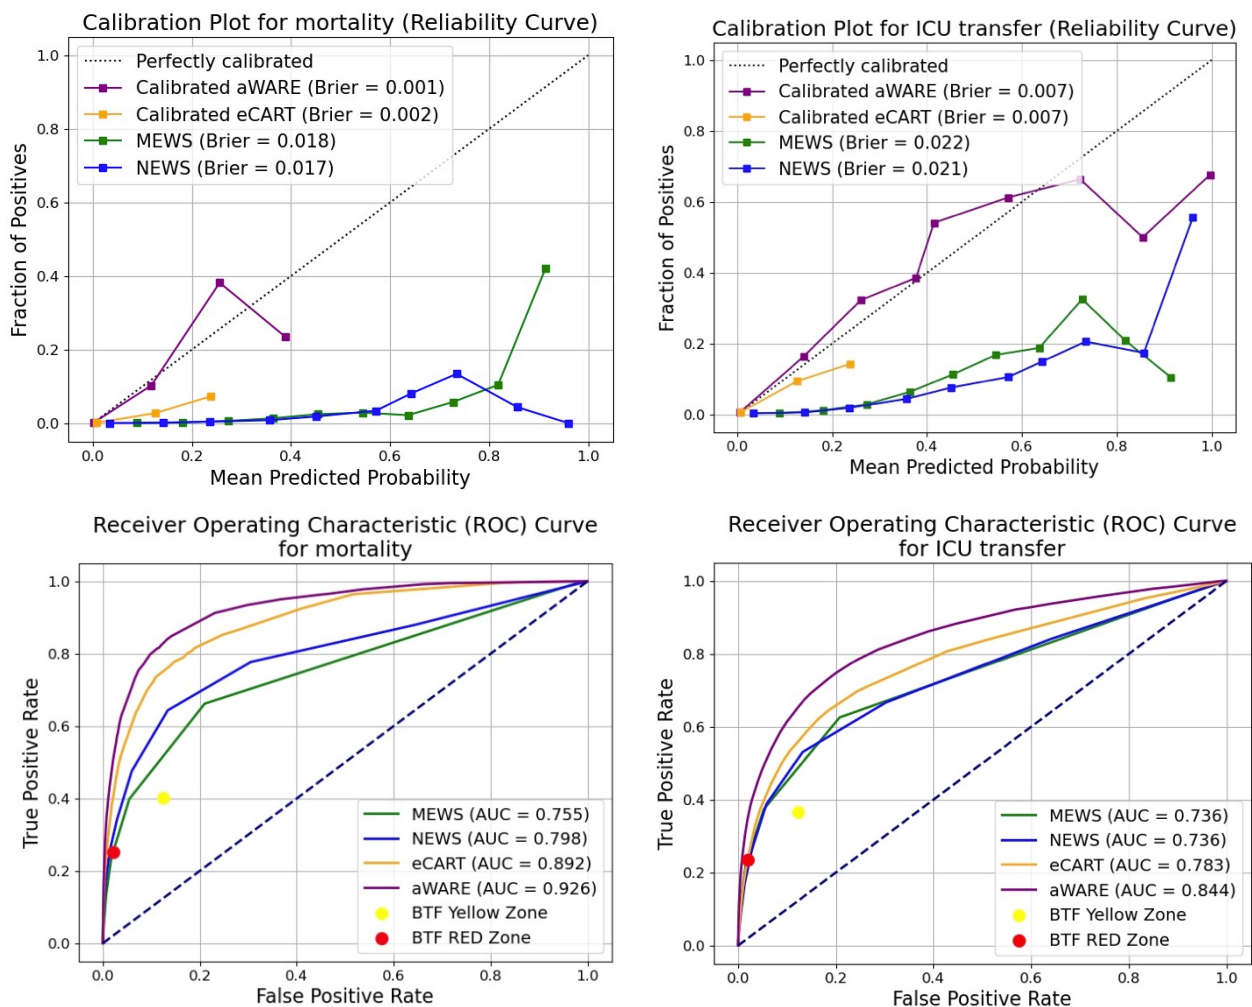 Calibration Plot for mortality (Reliability Curve)
1.0
0.8
0.6
0.4
0.2
0.0
Fraction of Positives
Perfectly calibrated
Calibrated aWARE (Brier = 0.001)
Calibrated eCART (Brier = 0.002)
MEWS (Brier = 0.018)
NEWS (Brier = 0.017)
0.0 0.2 0.4 0.6 0.8 1.0
Mean Predicted Probability
Calibration Plot for ICU transfer (Reliability Curve)
1.0
0.8
0.6
0.4
0.2
0.0
Fraction of Positives
Perfectly calibrated
Calibrated aWARE (Brier = 0.007)
Calibrated eCART (Brier = 0.007)
MEWS (Brier = 0.022)
NEWS (Brier = 0.021)
0.0 0.2 0.4 0.6 0.8 1.0
Mean Predicted Probability
Receiver Operating Characteristic (ROC) Curve
for mortality
1.0
0.8
0.6
0.4
0.2
0.0
True Positive Rate
MEWS (AUC = 0.755)
NEWS (AUC = 0.798)
eCART (AUC = 0.892)
aWARE (AUC = 0.926)
BTF Yellow Zone
BTF RED Zone
0.0 0.2 0.4 0.6 0.8 1.0
False Positive Rate
Receiver Operating Characteristic (ROC) Curve
for ICU transfer
1.0
0.8
0.6
0.4
0.2
0.0
True Positive Rate
MEWS (AUC = 0.736)
NEWS (AUC = 0.736)
eCART (AUC = 0.783)
aWARE (AUC = 0.844)
BTF Yellow Zone
BTF RED Zone
0.0 0.2 0.4 0.6 0.8 1.0
False Positive Rate